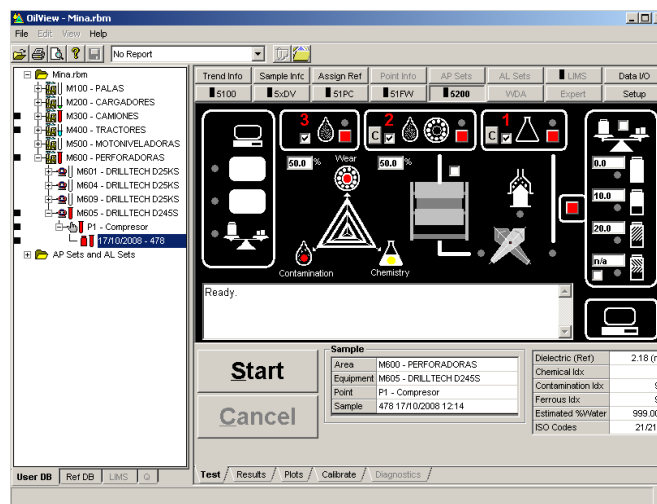 OilView - Mina.rbm
File Edit View Help
No Report
Mina.rbm
M100 - PALAS
M200 - CARGADORES
M300 - CAMIONES
M400 - TRACTORES
M500 - MOTONIVELADORAS
M600 - PERFORADORAS
M601 - DRILLTECH D25KS
M604 - DRILLTECH D25KS
M609 - DRILLTECH D25KS
M605 - DRILLTECH D245S
P1 - Compresor
17/10/2008 - 478
AP Sets and AL Sets
User DB Ref DB LIMS Q
Trend Info Sample Info Assign Ref Point Info AP Sets AL Sets LIMS Data I/O
5100 5xDV 51PC 51FW 5200 WDA Expert Setup
3 C 2 C 1
50.0 % Wear 50.0 %
0.0
10.0
20.0
n/a
Contamination Chemistry
Ready.
Start
Cancel
Sample
Area M600 - PERFORADORAS
Equipment M605 - DRILLTECH D245S
Point P1 - Compresor
Sample 478 17/10/2008 12:14
Dielectric (Ref) 2.18 (r
Chemical Idx
Contamination Idx 9
Ferrous Idx 9
Estimated %Water 999.00
ISO Codes 21/21
Test Results Plots Calibrate Diagnostics